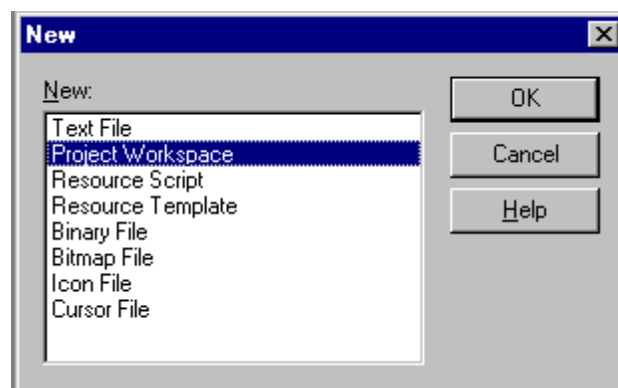 New
New:
Text File
Project Workspace
Resource Script
Resource Template
Binary File
Bitmap File
Icon File
Cursor File
OK
Cancel
Help